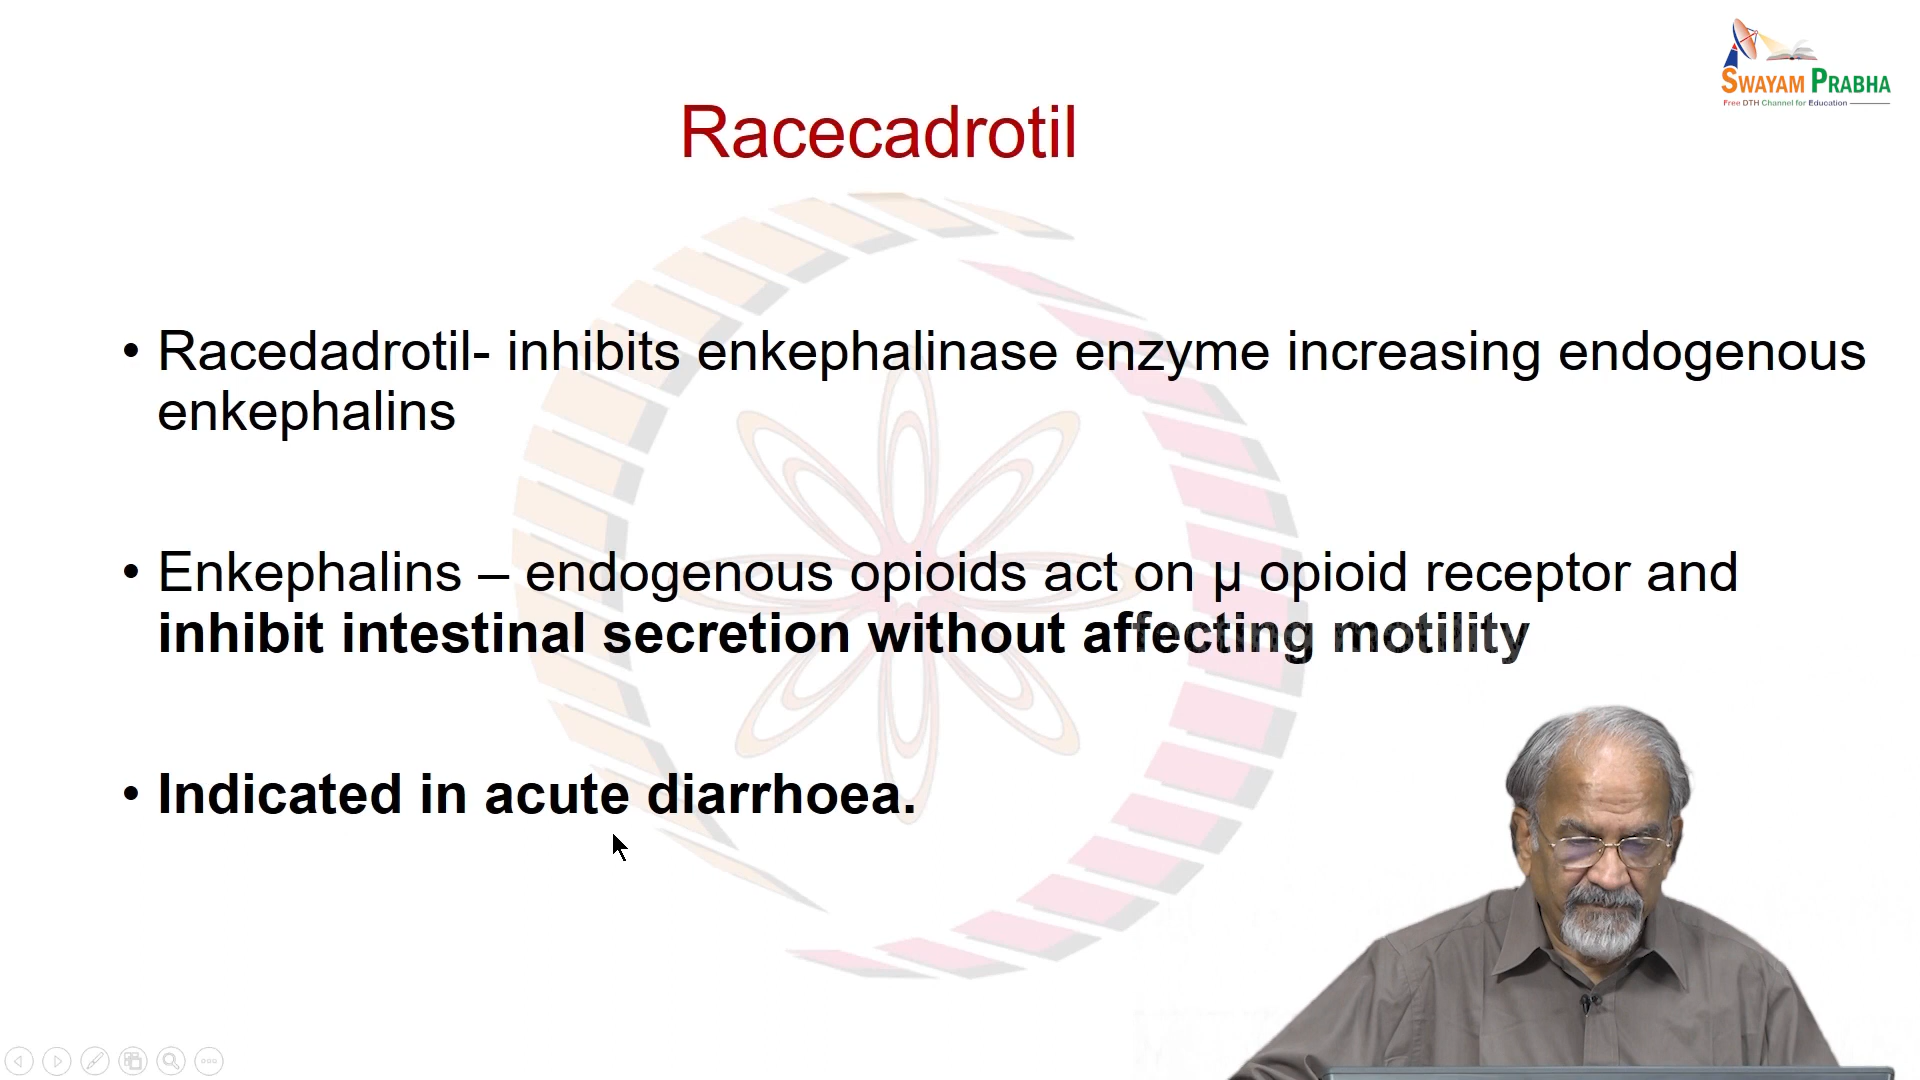 SWAYAM PRABHA
Free DTH Channel for Education
Racecadrotil
• Racedadrotil- inhibits enkephalinase enzyme increasing endogenous
enkephalins
• Enkephalins – endogenous opioids act on μ opioid receptor and
inhibit intestinal secretion without affecting motility
• Indicated in acute diarrhoea.